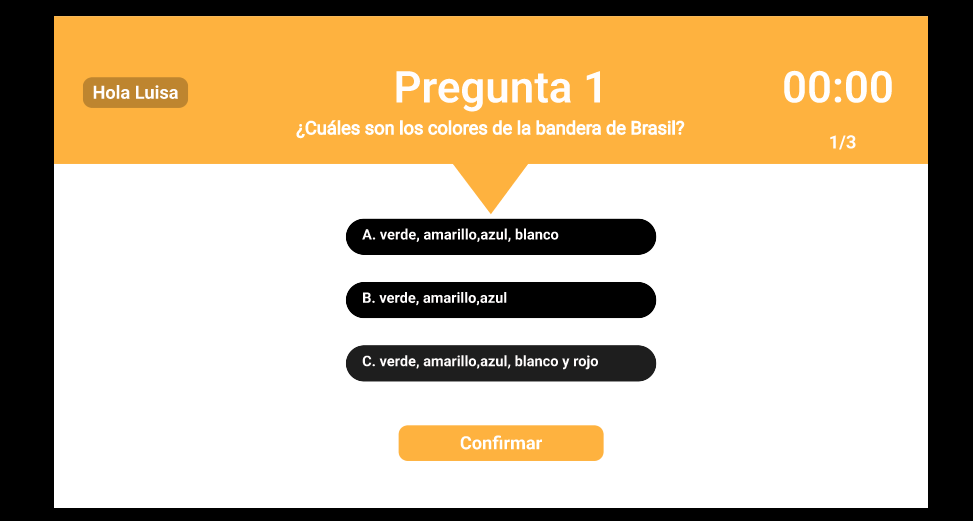 Hola Luisa
Pregunta 1
00:00
¿Cuáles son los colores de la bandera de Brasil?
1/3
A. verde, amarillo,azul, blanco
B. verde, amarillo,azul
C. verde, amarillo,azul, blanco y rojo
Confirmar